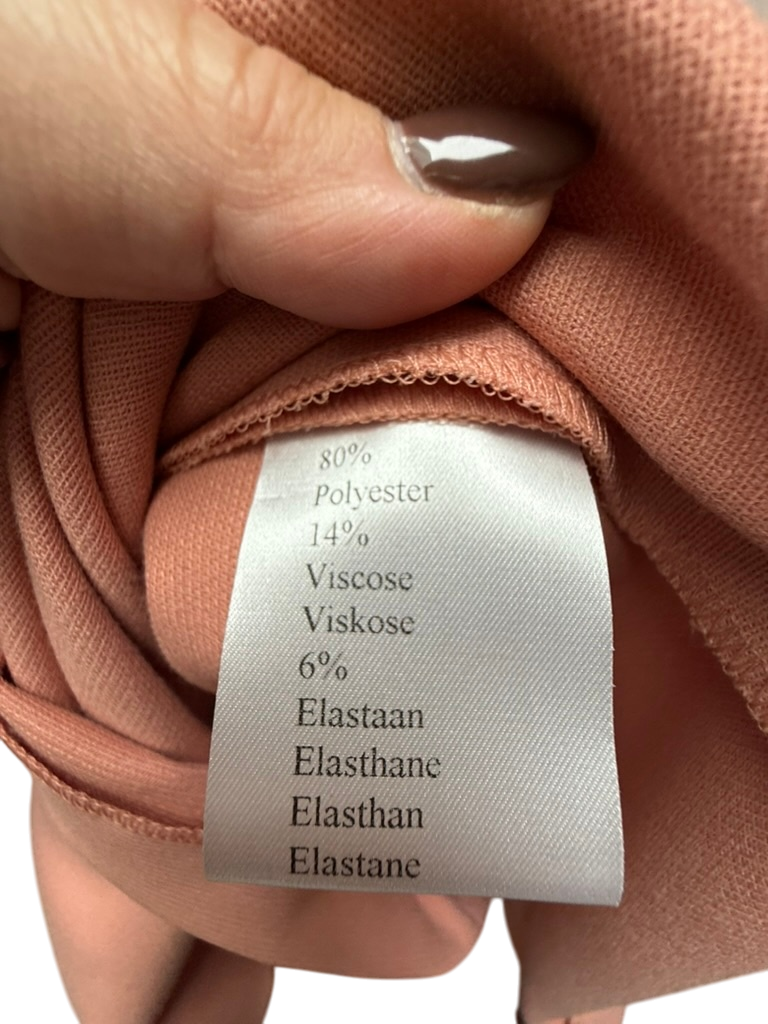 80%
Polyester
14%
Viscose
Viskose
6%
Elastaan
Elasthane
Elasthan
Elastane